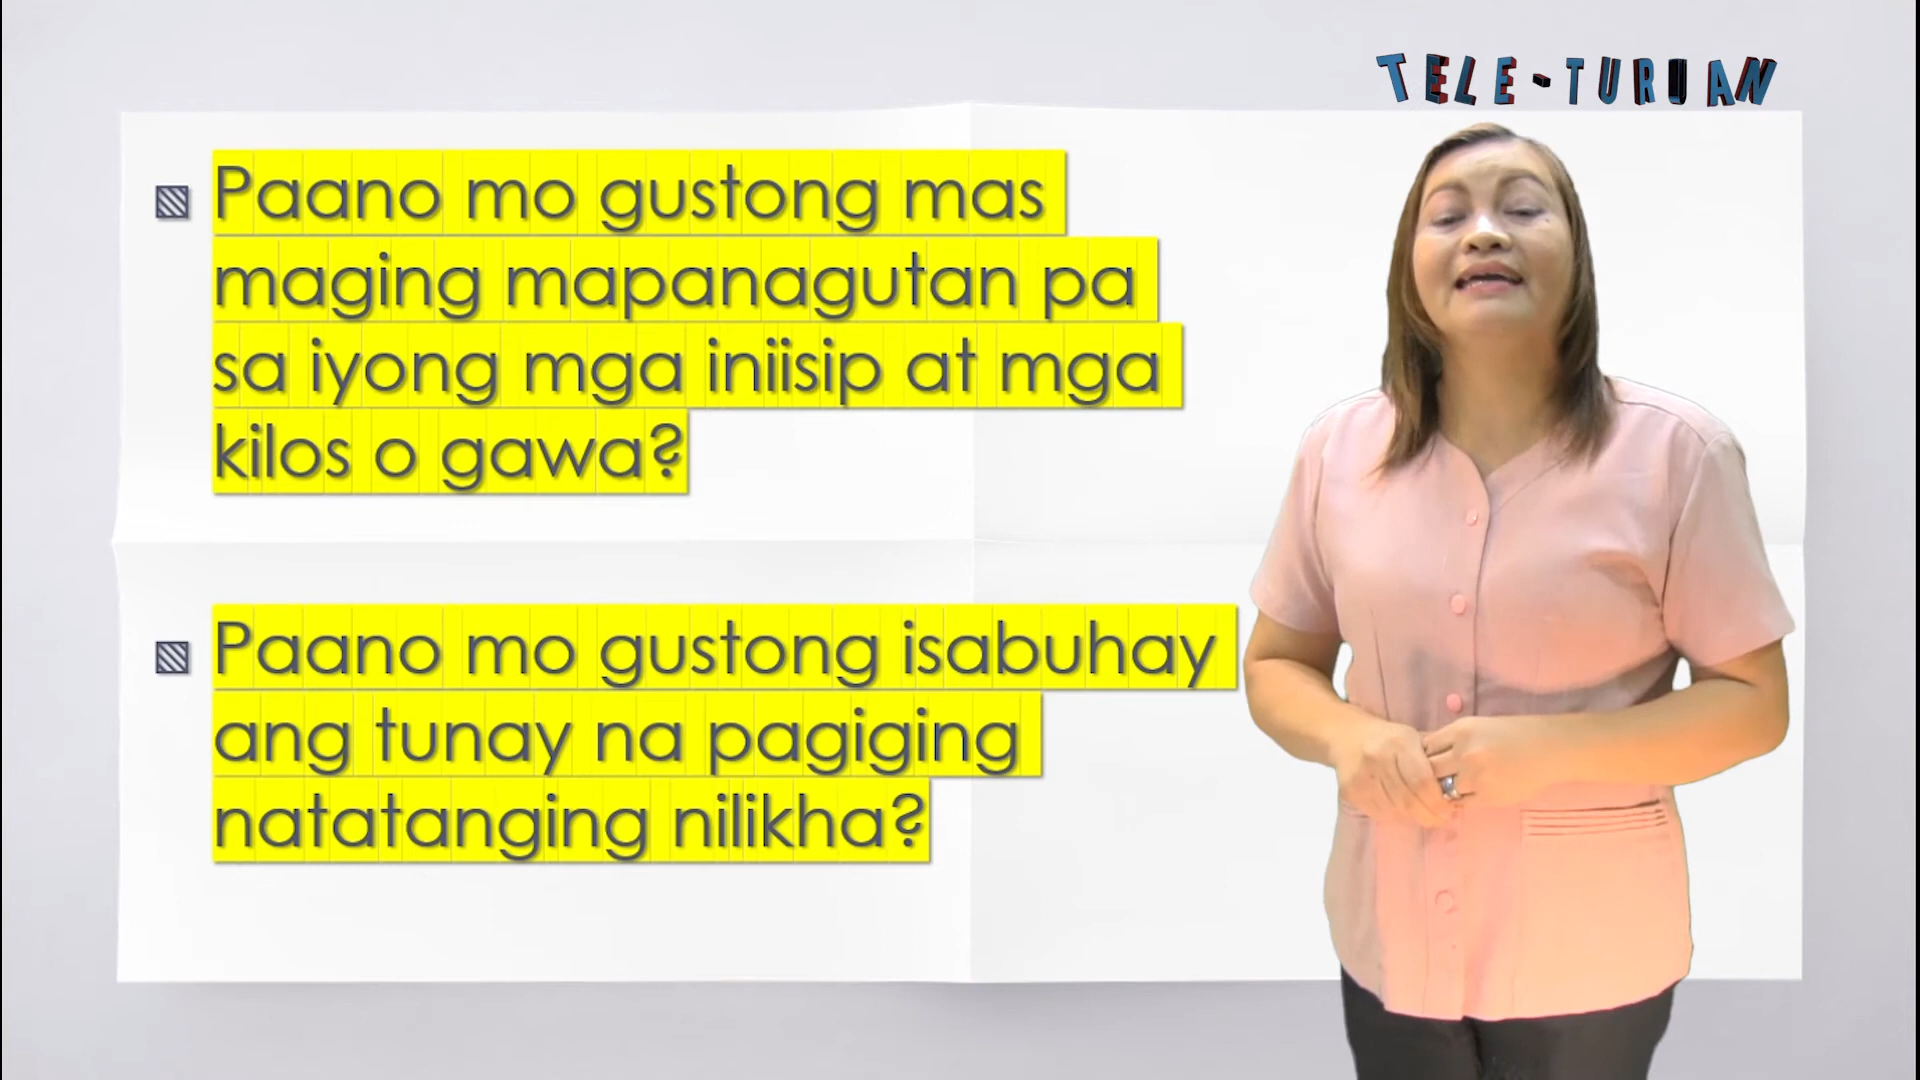 TELE-TURUAN
Paano mo gustong mas
maging mapanagutan pa
sa iyong mga iniisip at mga
kilos o gawa?
Paano mo gustong isabuhay
ang tunay na pagiging
natatanging nilikha?